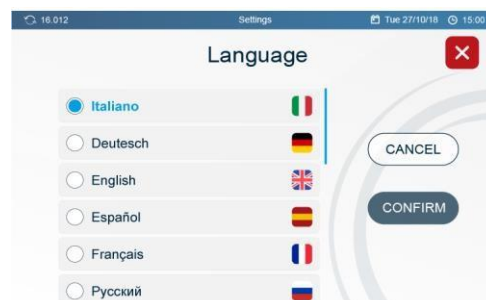 16.012 Settings Tue 27/10/18 15:00
Language
Italiano
Deutesch
English
Español
Français
Русский
CANCEL
CONFIRM